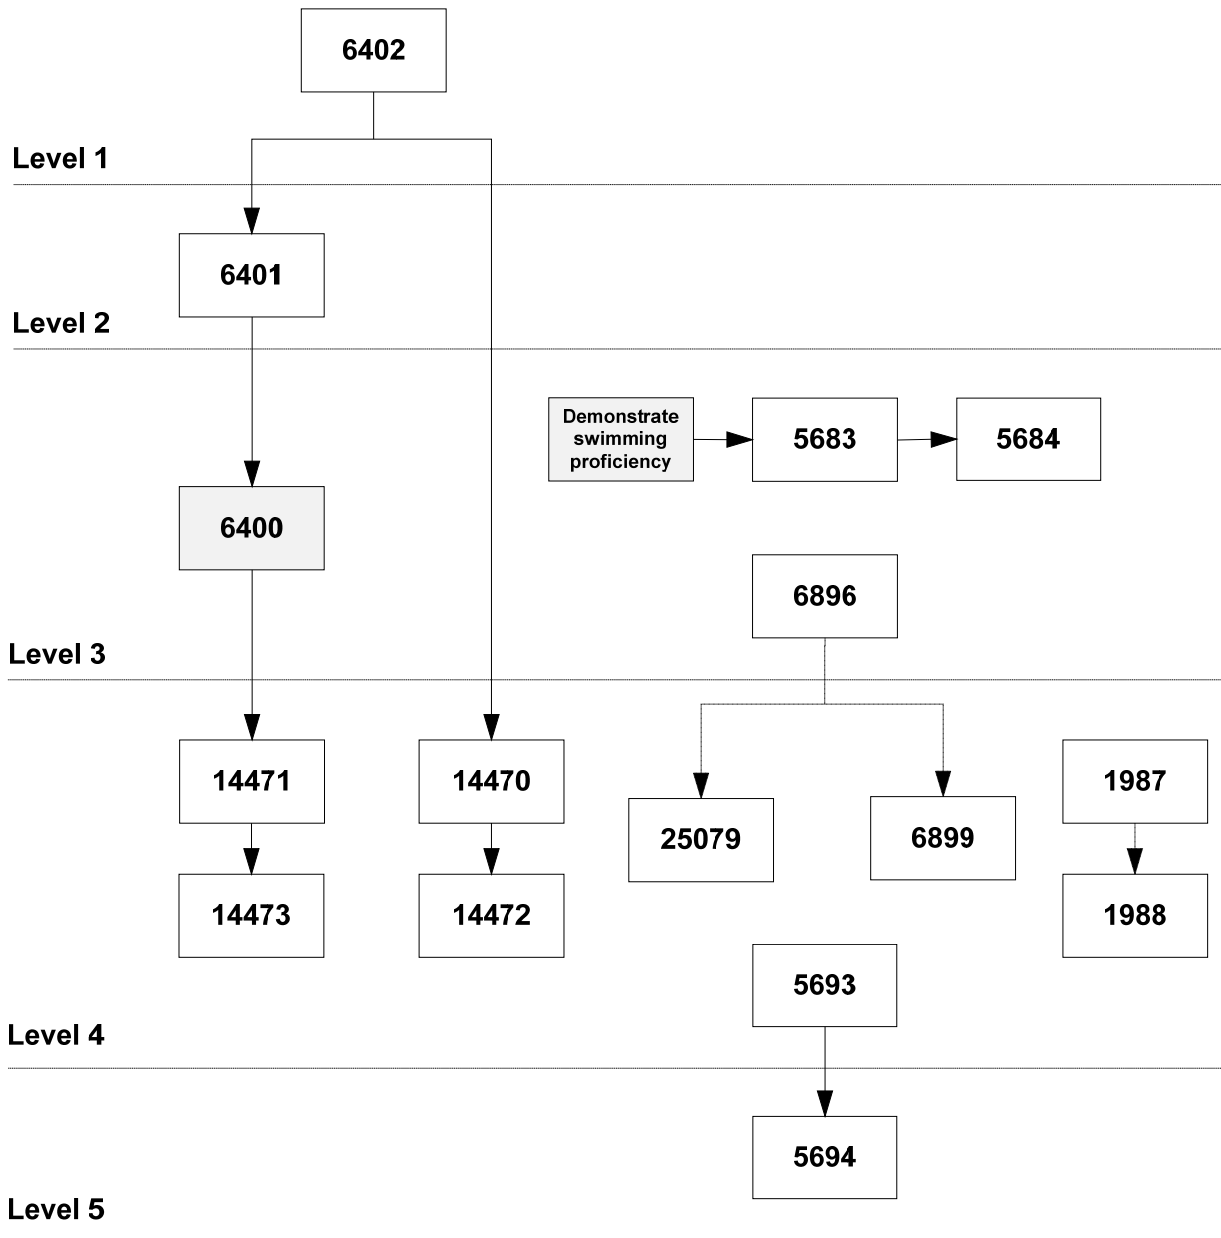 6402
Level 1
6401
Level 2
Demonstrate
swimming
proficiency
5683
5684
6400
6896
Level 3
14471
14470
25079
6899
1987
14473
14472
1988
5693
Level 4
5694
Level 5